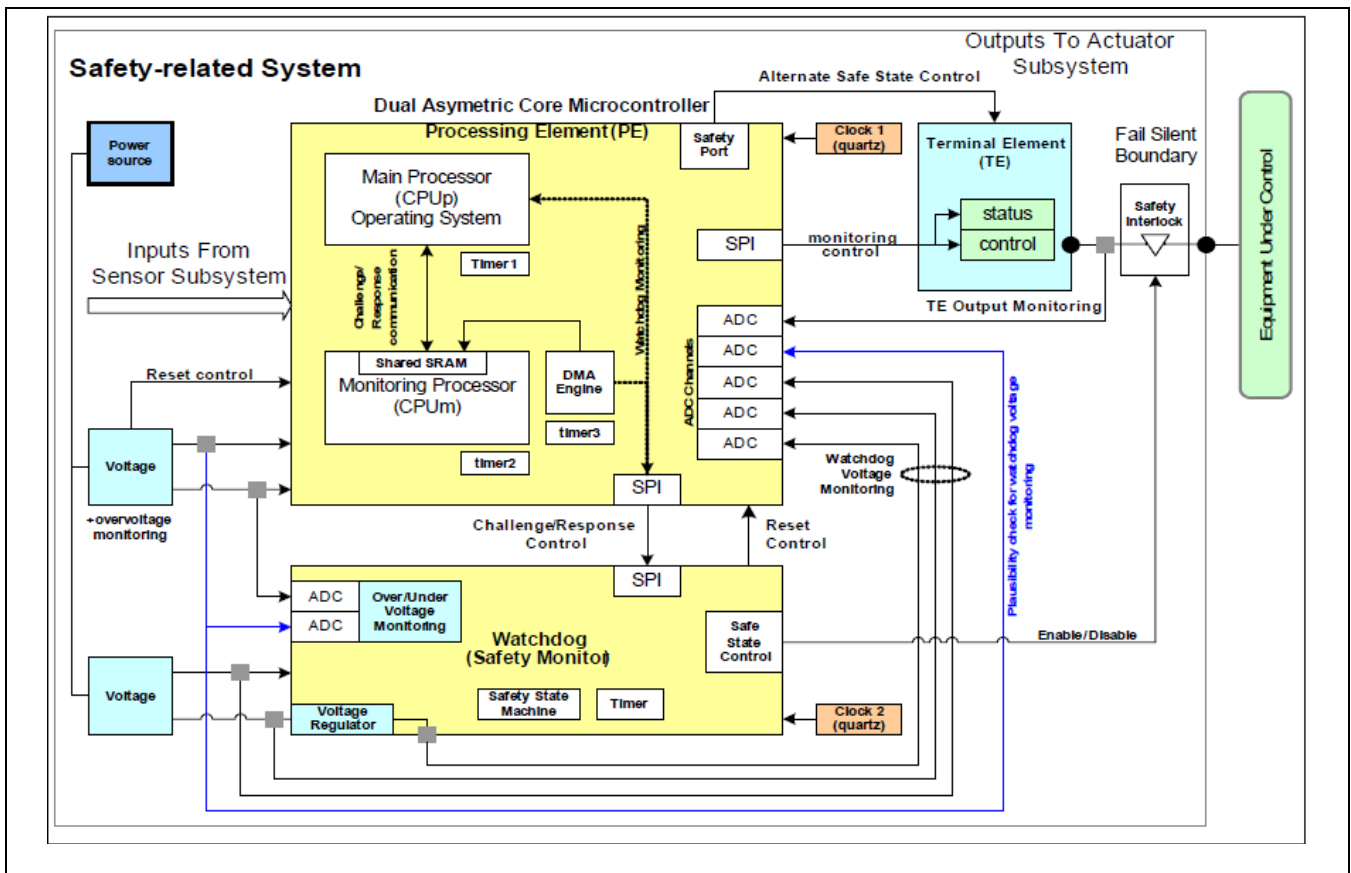 Safety-related System
Outputs To Actuator
Subsystem
Alternate Safe State Control
Dual Asymetric Core Microcontroller
Processing Element (PE)
Power
source
Safety
Port
Clock 1
(quartz)
Terminal Element
(TE)
Fail Silent
Boundary
Main Processor
(CPUp)
Operating System
status
control
Safety
Interlock
Equipment Under Control
SPI
monitoring
control
Inputs From
Sensor Subsystem
Timer1
Challenge/
Response
communication
Watchdog Monitoring
TE Output Monitoring
ADC
ADC
ADC
ADC
ADC
ADC Channels
Shared SRAM
Monitoring Processor
(CPUm)
DMA
Engine
timer3
timer2
Reset control
Voltage
+overvoltage
monitoring
SPI
Watchdog
Voltage
Monitoring
Plausibility check for watchdog voltage
monitoring
Challenge/Response
Control
Reset
Control
SPI
ADC
ADC
Over/Under
Voltage
Monitoring
Watchdog
(Safety Monitor)
Safe
State
Control
Enable/Disable
Voltage
Safety State
Machine
Timer
Voltage
Regulator
Clock 2
(quartz)